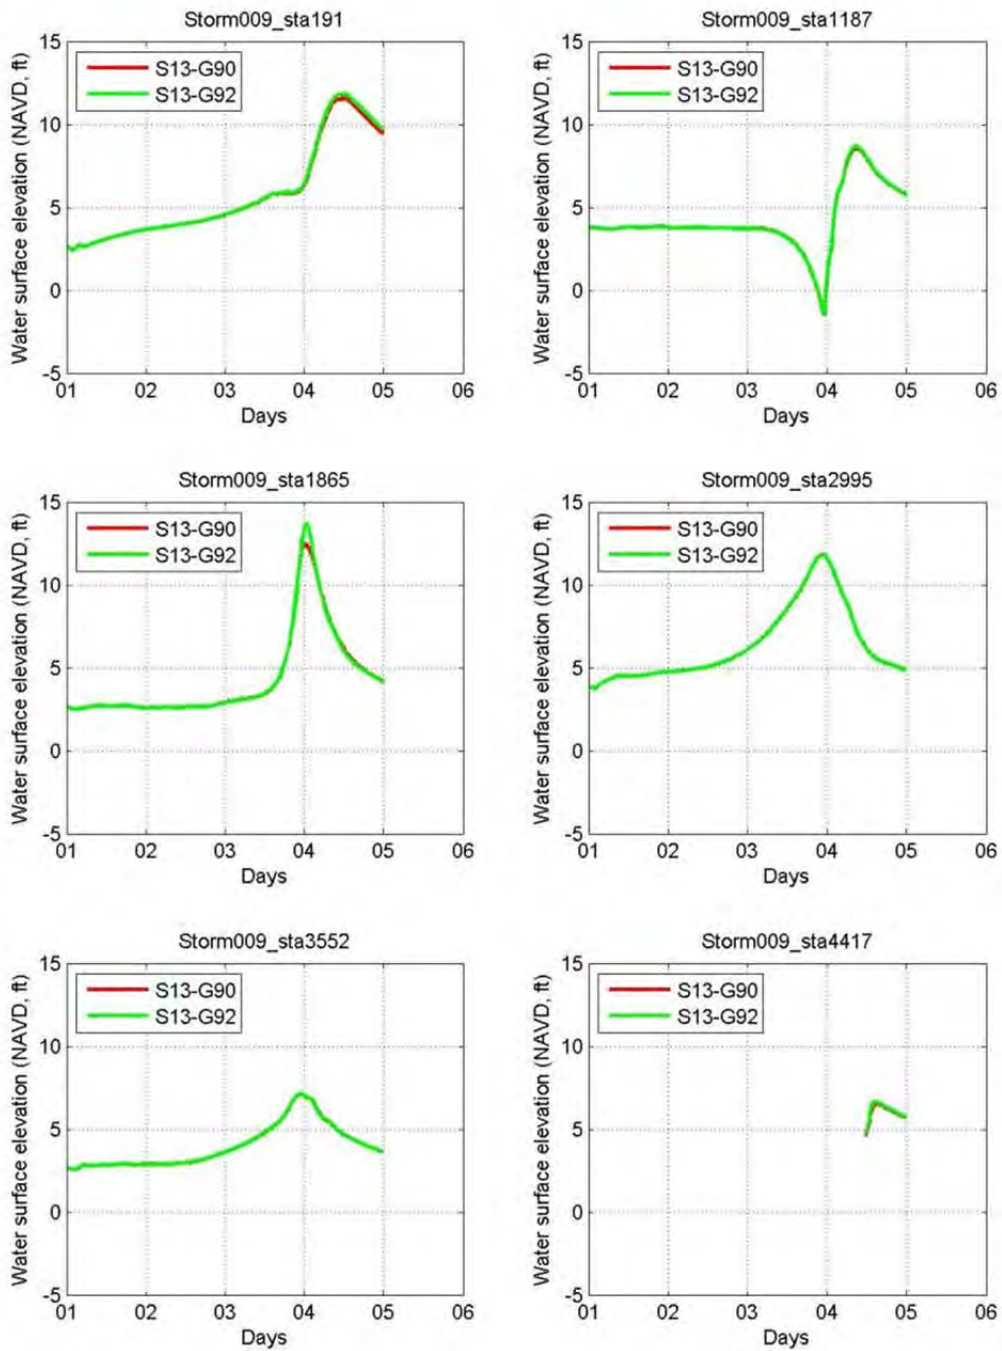 Storm009_sta191
Water surface elevation (NAVD, ft)
15
10
5
0
-5
S13-G90
S13-G92
01 02 03 04 05 06
Days
Storm009_sta1187
Water surface elevation (NAVD, ft)
15
10
5
0
-5
S13-G90
S13-G92
01 02 03 04 05 06
Days
Storm009_sta1865
Water surface elevation (NAVD, ft)
15
10
5
0
-5
S13-G90
S13-G92
01 02 03 04 05 06
Days
Storm009_sta2995
Water surface elevation (NAVD, ft)
15
10
5
0
-5
S13-G90
S13-G92
01 02 03 04 05 06
Days
Storm009_sta3552
Water surface elevation (NAVD, ft)
15
10
5
0
-5
S13-G90
S13-G92
01 02 03 04 05 06
Days
Storm009_sta4417
Water surface elevation (NAVD, ft)
15
10
5
0
-5
S13-G90
S13-G92
01 02 03 04 05 06
Days